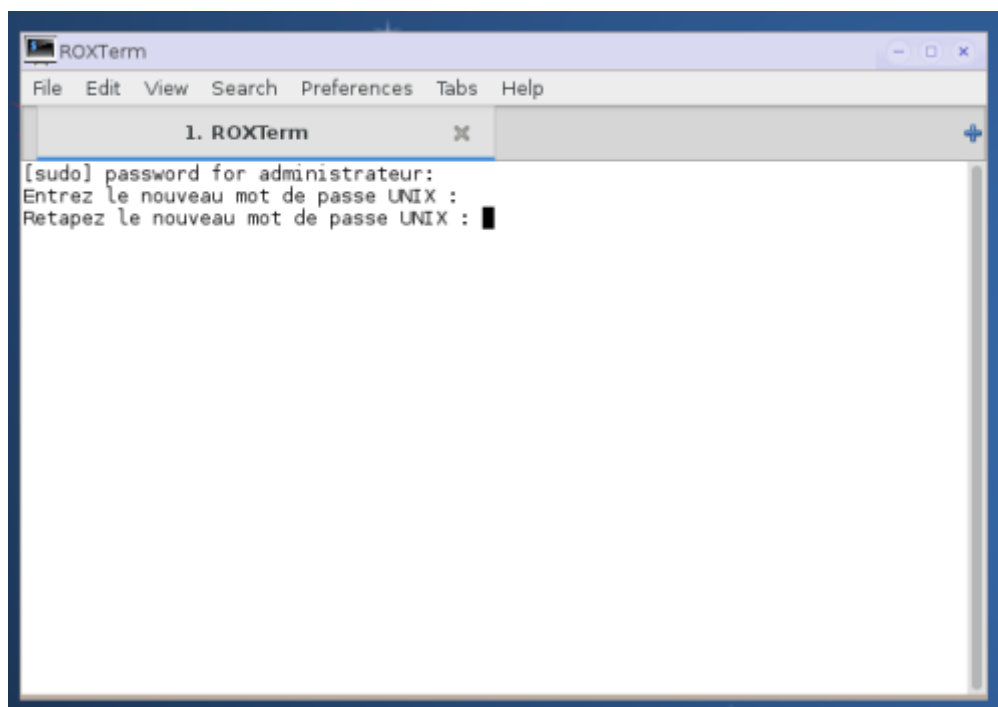 ROXTerm
File Edit View Search Preferences Tabs Help
1. ROXTerm
[sudo] password for administrateur:
Entrez le nouveau mot de passe UNIX :
Retapez le nouveau mot de passe UNIX :